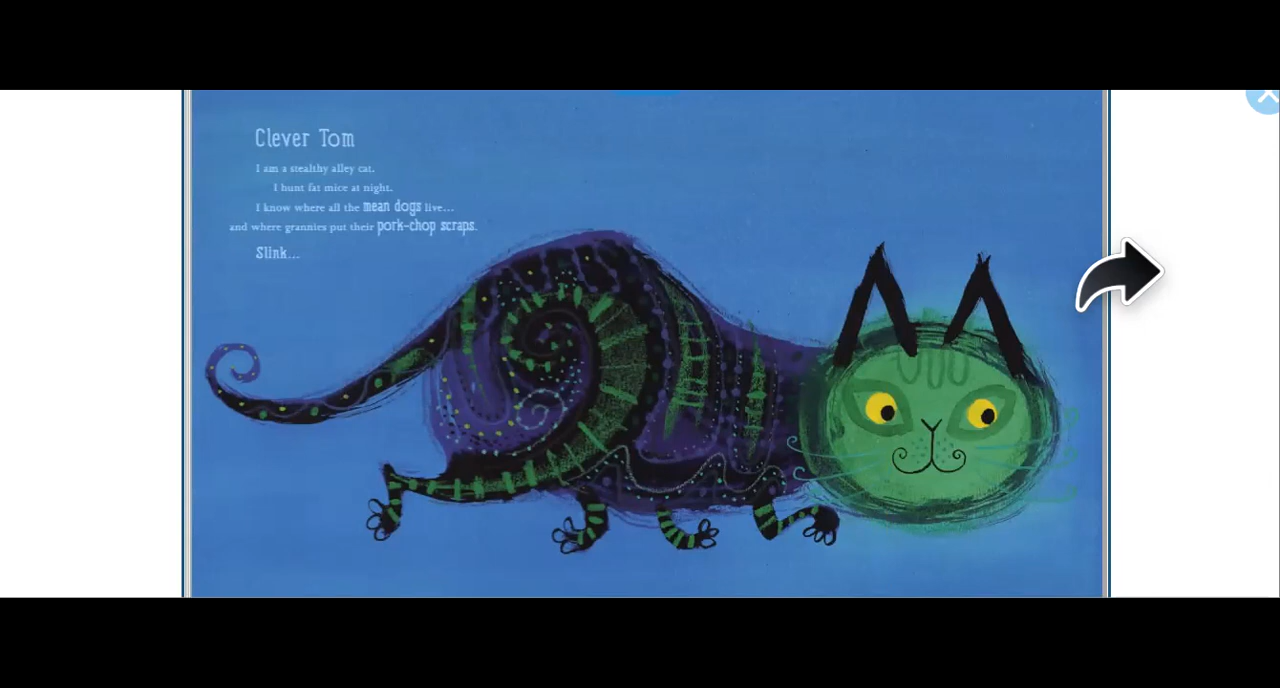 Clever Tom
I am a stealthy alley cat.
I hunt fat mice at night.
I know where all the mean dogs live...
and where grannies put their pork-chop scraps.
Slink...